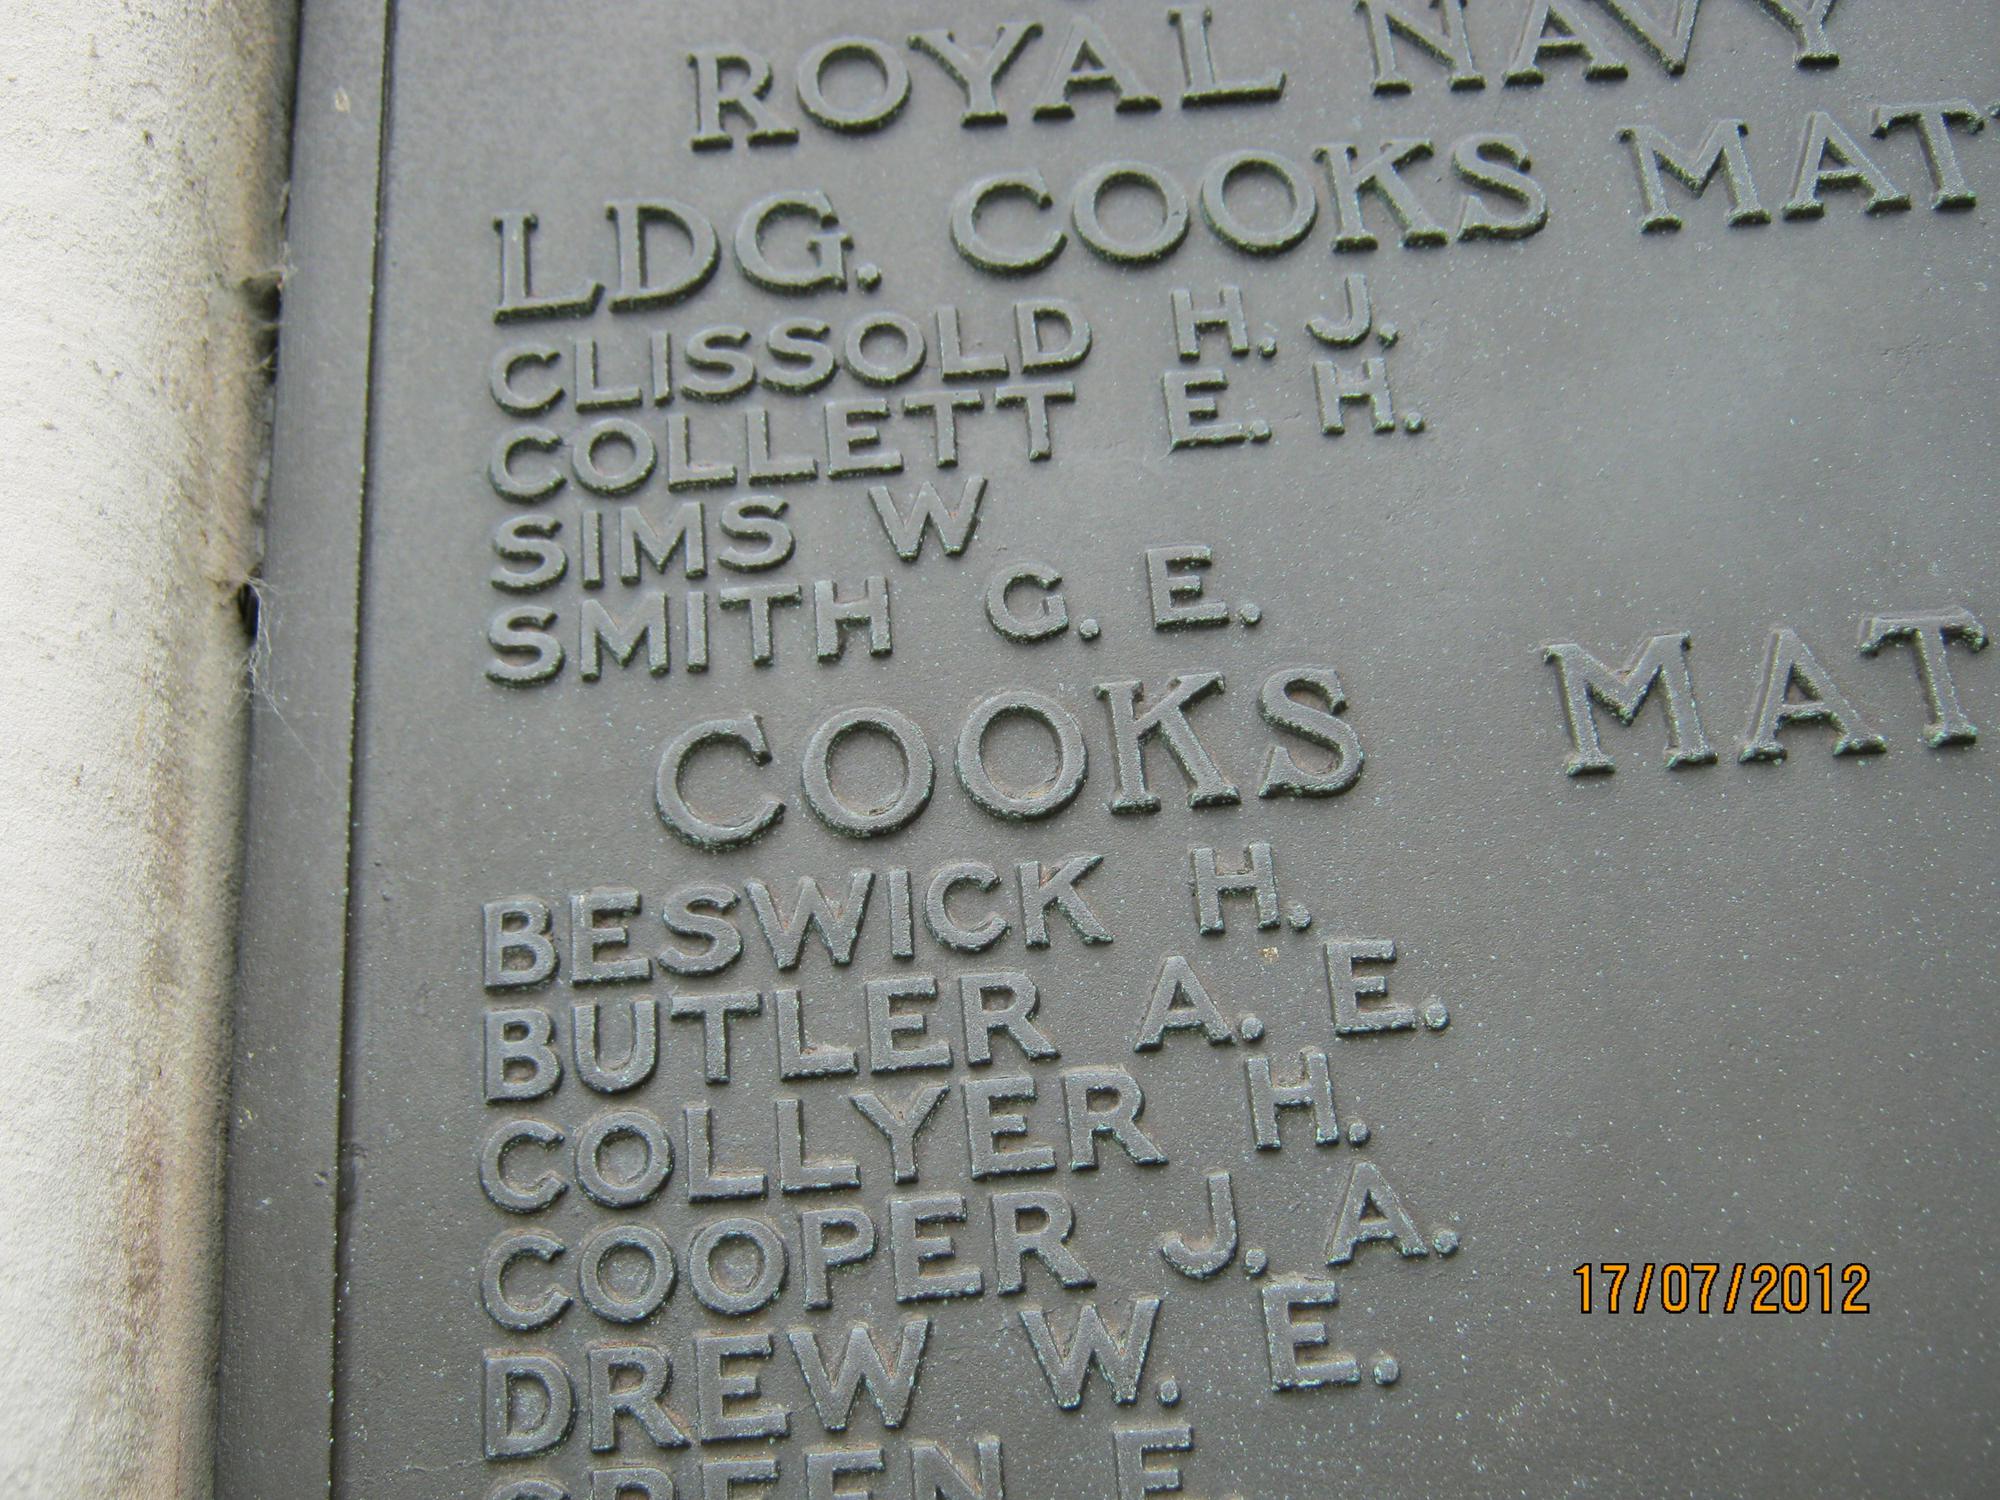 ROYAL NAVY
LDG. COOKS MAT
CLISSOLD H. J.
COLLETT E. H.
SIMS W
SMITH G. E.
COOKS MAT
BESWICK H.
BUTLER A. E.
COLLYER H.
COOPER J. A.
DREW W. E.
GREEN F.
17/07/2012